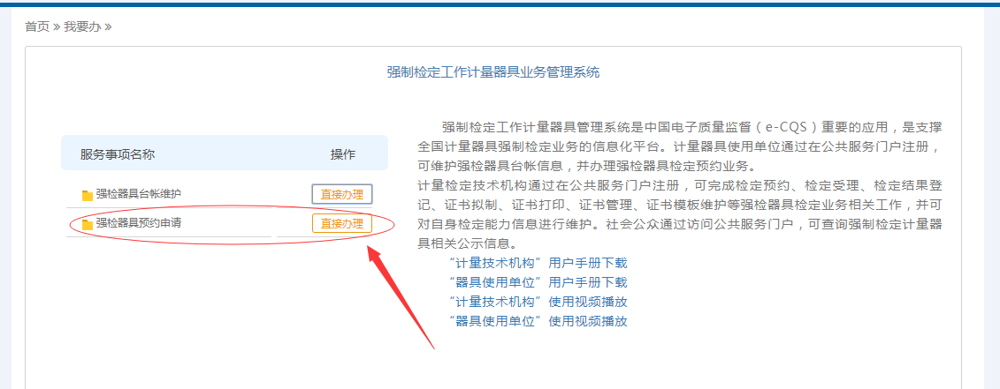 首页 » 我要办 »
强制检定工作计量器具业务管理系统
服务事项名称 操作
强检器具台帐维护 直接办理
强检器具预约申请 直接办理
强制检定工作计量器具管理系统是中国电子质量监督（e-CQS）重要的应用，是支撑
全国计量器具强制检定业务的信息化平台。计量器具使用单位通过在公共服务门户注册，
可维护强检器具台帐信息，并办理强检器具检定预约业务。
计量检定技术机构通过在公共服务门户注册，可完成检定预约、检定受理、检定结果登
记、证书拟制、证书打印、证书管理、证书模板维护等强检器具检定业务相关工作，并可
对自身检定能力信息进行维护。社会公众通过访问公共服务门户，可查询强制检定计量器
具相关公示信息。
“计量技术机构”用户手册下载
“器具使用单位”用户手册下载
“计量技术机构”使用视频播放
“器具使用单位”使用视频播放